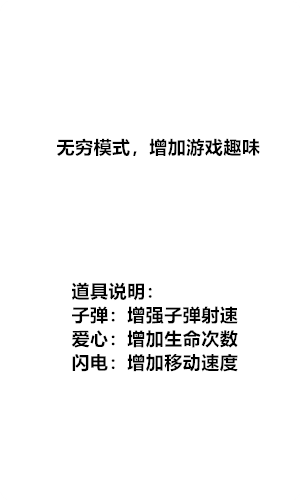 无穷模式，增加游戏趣味
道具说明：
子弹：增强子弹射速
爱心：增加生命次数
闪电：增加移动速度